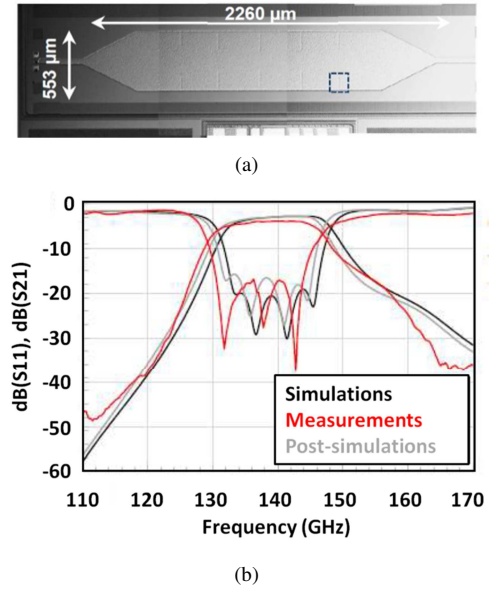 2260 µm
553 µm
(a)
0
-10
-20
-30
-40
-50
-60
dB(S11), dB(S21)
Simulations
Measurements
Post-simulations
110 120 130 140 150 160 170
Frequency (GHz)
(b)